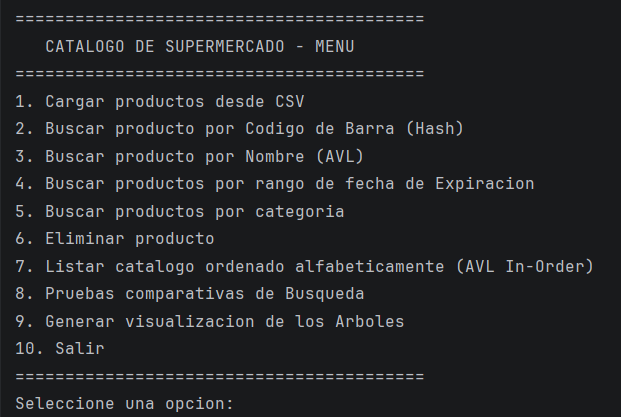 =========================================
CATALOGO DE SUPERMERCADO - MENU
=========================================
1. Cargar productos desde CSV
2. Buscar producto por Codigo de Barra (Hash)
3. Buscar producto por Nombre (AVL)
4. Buscar productos por rango de fecha de Expiracion
5. Buscar productos por categoria
6. Eliminar producto
7. Listar catalogo ordenado alfabeticamente (AVL In-Order)
8. Pruebas comparativas de Busqueda
9. Generar visualizacion de los Arboles
10. Salir
=========================================
Seleccione una opcion: